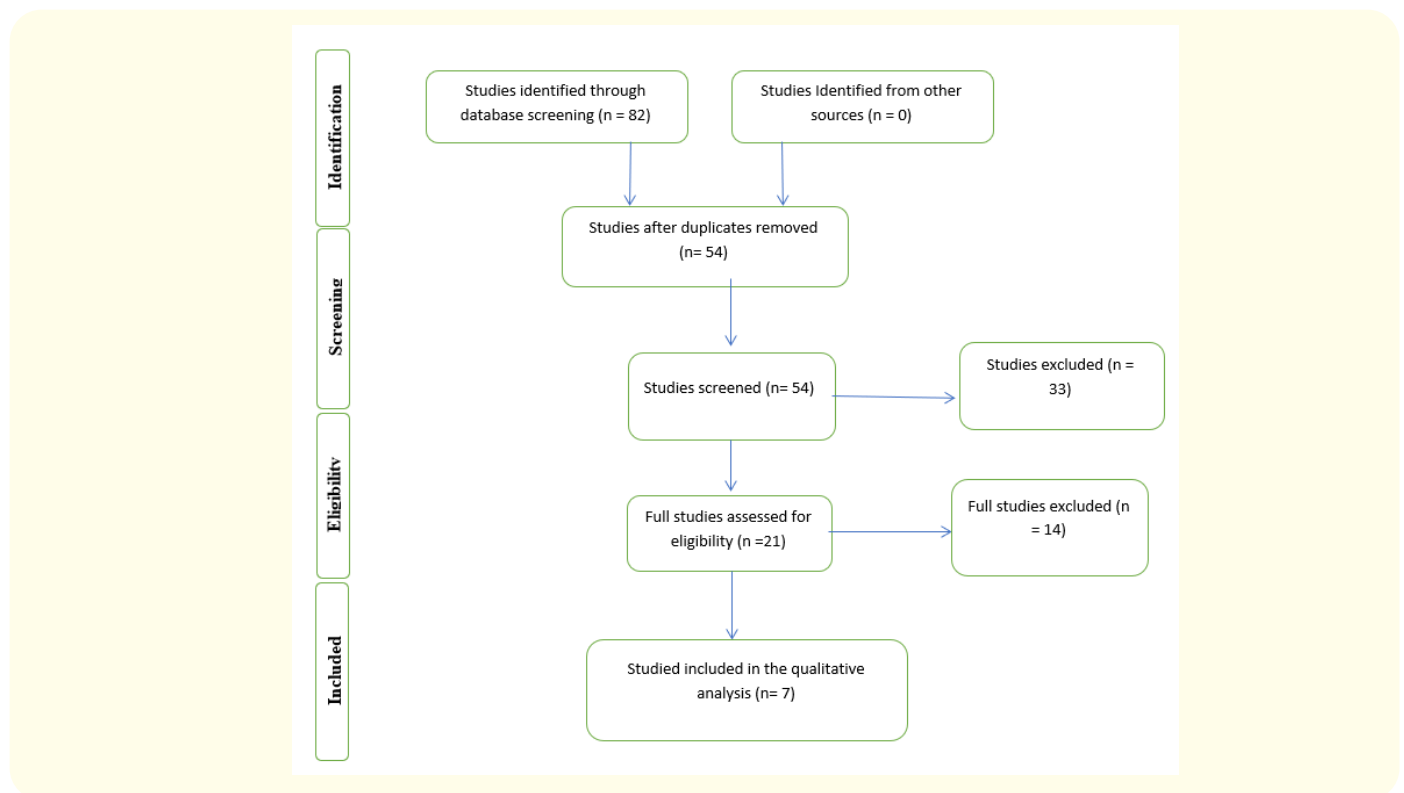 Identification
Studies identified through
database screening (n = 82)
Studies Identified from other
sources (n = 0)
Studies after duplicates removed
(n= 54)
Screening
Studies screened (n= 54)
Studies excluded (n =
33)
Eligibility
Full studies assessed for
eligibility (n =21)
Full studies excluded (n
= 14)
Included
Studied included in the qualitative
analysis (n= 7)